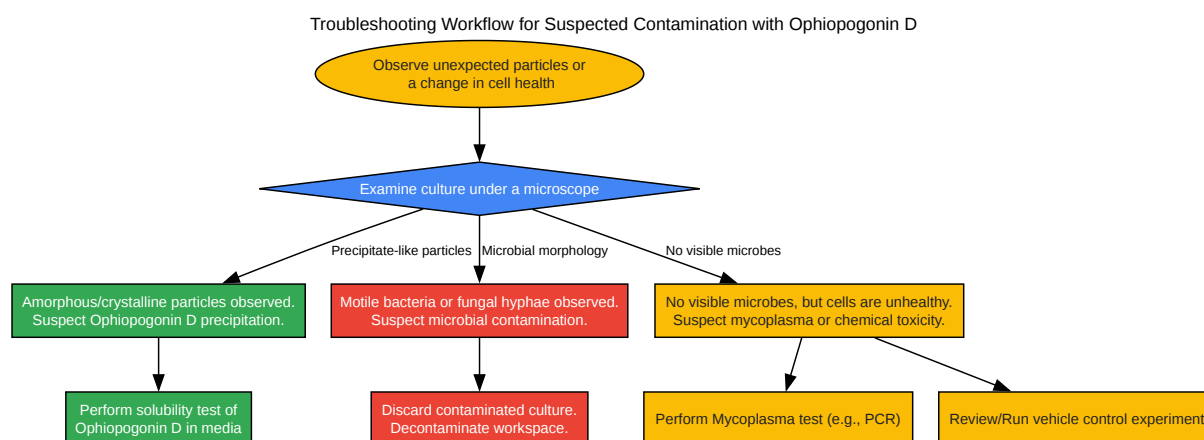 Troubleshooting Workflow for Suspected Contamination with Ophiopogonin D
Observe unexpected particles or
a change in cell health
Examine culture under a microscope
Precipitate-like particles
Microbial morphology
No visible microbes
Amorphous/crystalline particles observed.
Suspect Ophiopogonin D precipitation.
Motile bacteria or fungal hyphae observed.
Suspect microbial contamination.
No visible microbes, but cells are unhealthy.
Suspect mycoplasma or chemical toxicity.
Perform solubility test of
Ophiopogonin D in media
Discard contaminated culture.
Decontaminate workspace.
Perform Mycoplasma test (e.g., PCR)
Review/Run vehicle control experiment